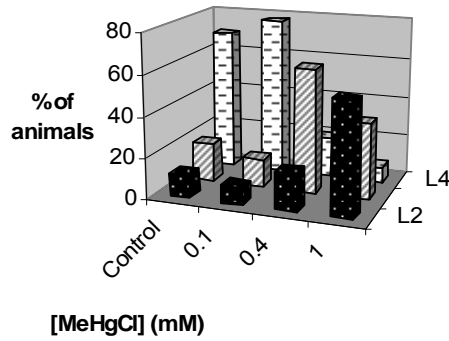 80
60
40
20
0
% of
animals
Control
0.1
0.4
1
L2
L4
[MeHgCl] (mM)